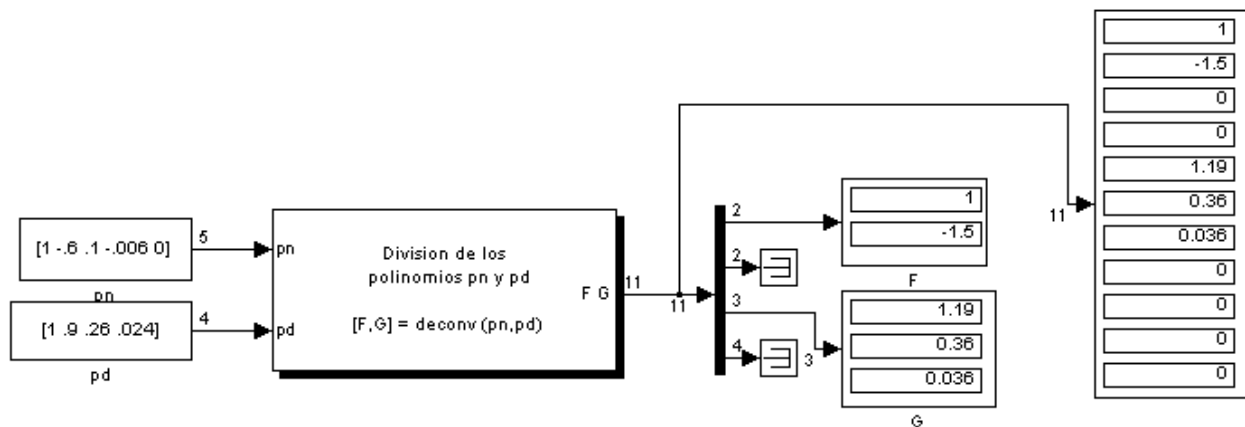 [1 -.6 .1 -.006 0]
pn
5
[1 .9 .26 .024]
pd
4
pn
pd
Division de los
polinomios pn y pd
[F,G] = deconv(pn,pd)
F G
11
11
2
2
3
4
1
-1.5
F
3
1.19
0.36
0.036
G
11
1
-1.5
0
0
1.19
0.36
0.036
0
0
0
0